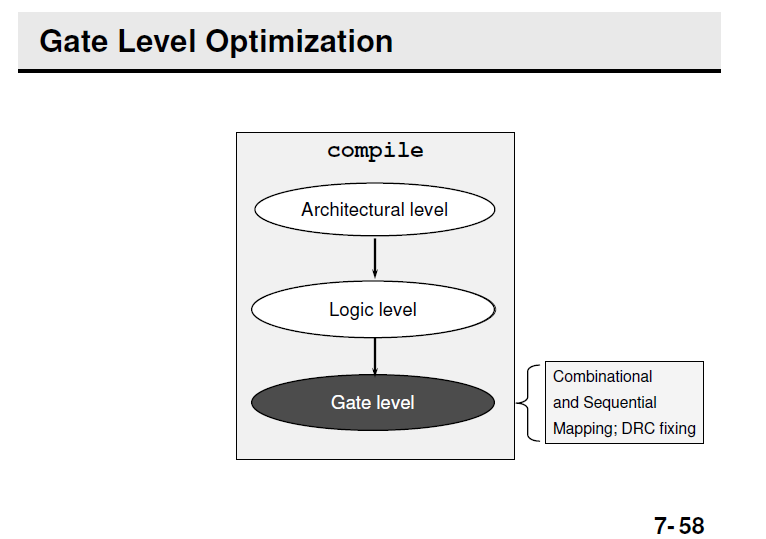 Gate Level Optimization
compile
Architectural level
Logic level
Gate level
Combinational
and Sequential
Mapping; DRC fixing
7- 58